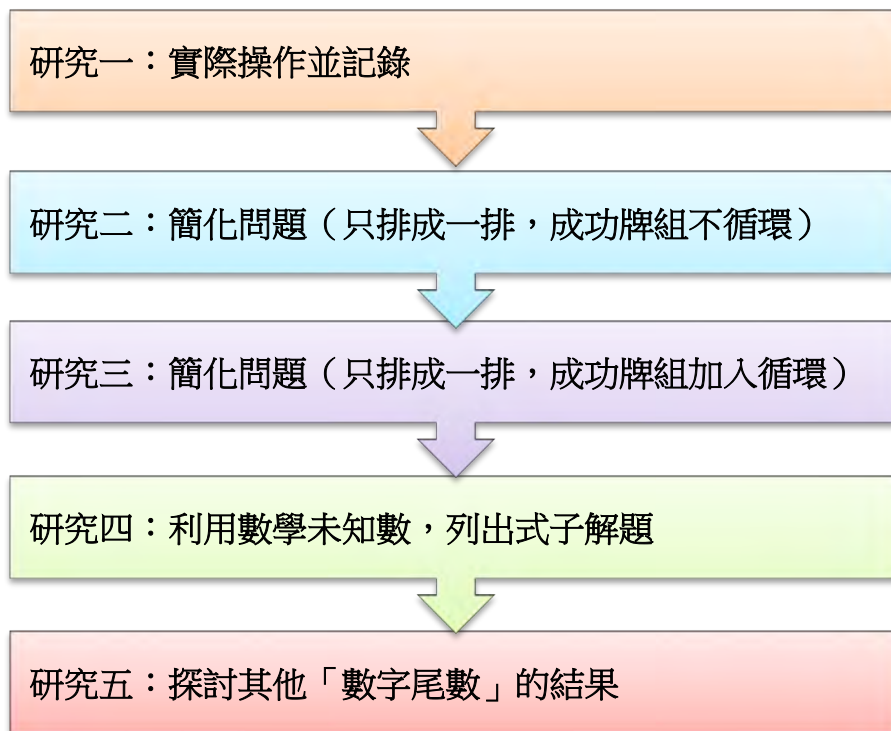 研究一：實際操作並記錄
研究二：簡化問題（只排成一排，成功牌組不循環）
研究三：簡化問題（只排成一排，成功牌組加入循環）
研究四：利用數學未知數，列出式子解題
研究五：探討其他「數字尾數」的結果